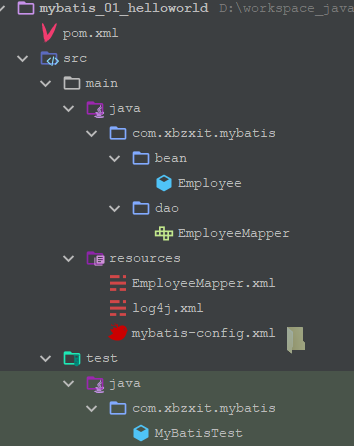 mybatis_01_helloworld D:\workspace_java
pom.xml
src
main
java
com.xbzxit.mybatis
bean
Employee
dao
EmployeeMapper
resources
EmployeeMapper.xml
log4j.xml
mybatis-config.xml
test
java
com.xbzxit.mybatis
MyBatisTest